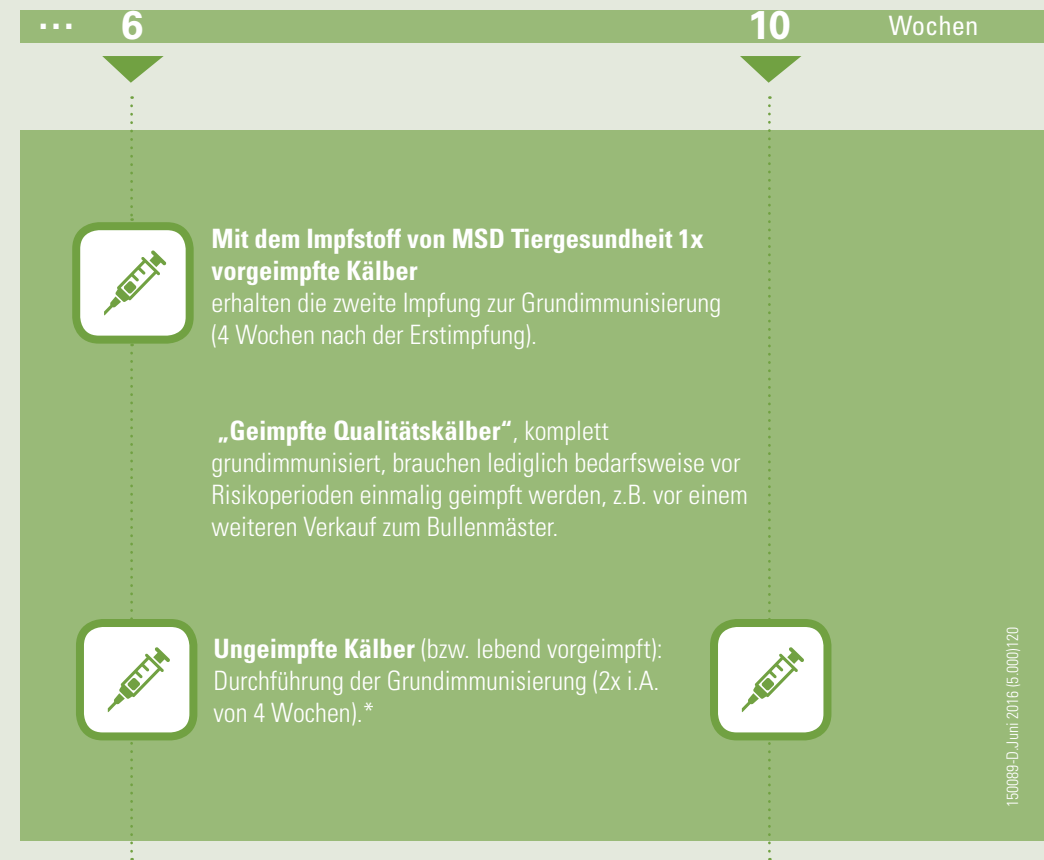 ... 6 10 Wochen
Mit dem Impfstoff von MSD Tiergesundheit 1x
vorgeimpfte Kälber
erhalten die zweite Impfung zur Grundimmunisierung
(4 Wochen nach der Erstimpfung).
„Geimpfte Qualitätskälber“, komplett
grundimmunisiert, brauchen lediglich bedarfsweise vor
Risikoperioden einmalig geimpft werden, z.B. vor einem
weiteren Verkauf zum Bullenmäster.
Ungeimpfte Kälber (bzw. lebend vorgeimpft):
Durchführung der Grundimmunisierung (2x i.A.
von 4 Wochen).*
150089-D.Juni 2016 (5.000)120